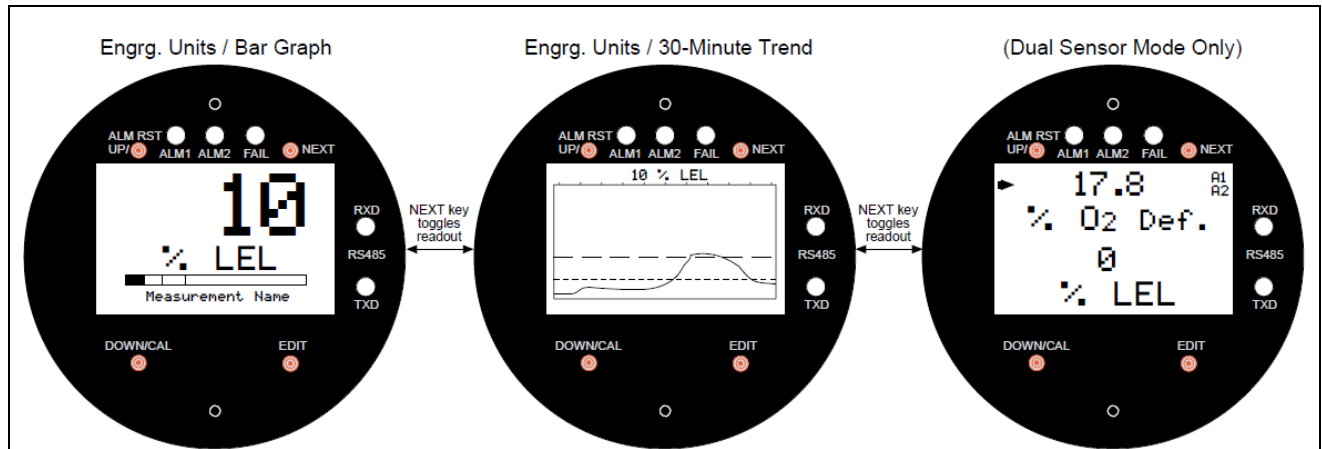 Engrg. Units / Bar Graph
ALM RST
UP/
ALM1 ALM2 FAIL
NEXT
10
% LEL
Measurement Name
RXD
RS485
TXD
DOWN/CAL
EDIT
NEXT key
toggles
readout
Engrg. Units / 30-Minute Trend
ALM RST
UP/
ALM1 ALM2 FAIL
NEXT
10 % LEL
RXD
RS485
TXD
DOWN/CAL
EDIT
NEXT key
toggles
readout
(Dual Sensor Mode Only)
ALM RST
UP/
ALM1 ALM2 FAIL
NEXT
17.8
A1
A2
% O2 Def.
0
% LEL
RXD
RS485
TXD
DOWN/CAL
EDIT